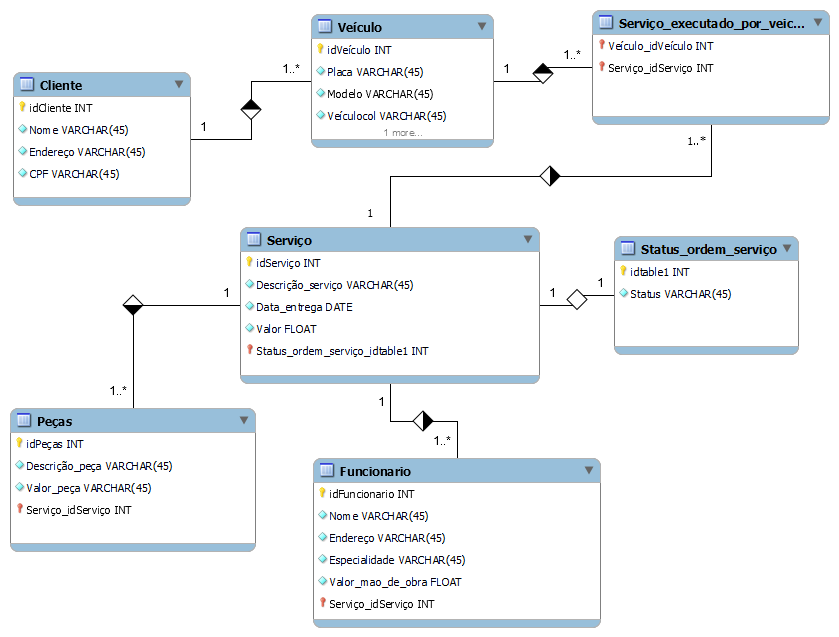 Cliente
idCliente INT
Nome VARCHAR(45)
Endereço VARCHAR(45)
CPF VARCHAR(45)
1
1..*
Veículo
idVeículo INT
Placa VARCHAR(45)
Modelo VARCHAR(45)
Veículocol VARCHAR(45)
1 more...
1
1..*
Serviço_executado_por_veic...
Veículo_idVeículo INT
Serviço_idServiço INT
1..*
1
Serviço
idServiço INT
Descrição_serviço VARCHAR(45)
Data_entrega DATE
Valor FLOAT
Status_ordem_serviço_idtable1 INT
1
1
Status_ordem_serviço
idtable1 INT
Status VARCHAR(45)
1
1..*
Peças
idPeças INT
Descrição_peça VARCHAR(45)
Valor_peça VARCHAR(45)
Serviço_idServiço INT
1
1..*
Funcionario
idFuncionario INT
Nome VARCHAR(45)
Endereço VARCHAR(45)
Especialidade VARCHAR(45)
Valor_mao_de_obra FLOAT
Serviço_idServiço INT